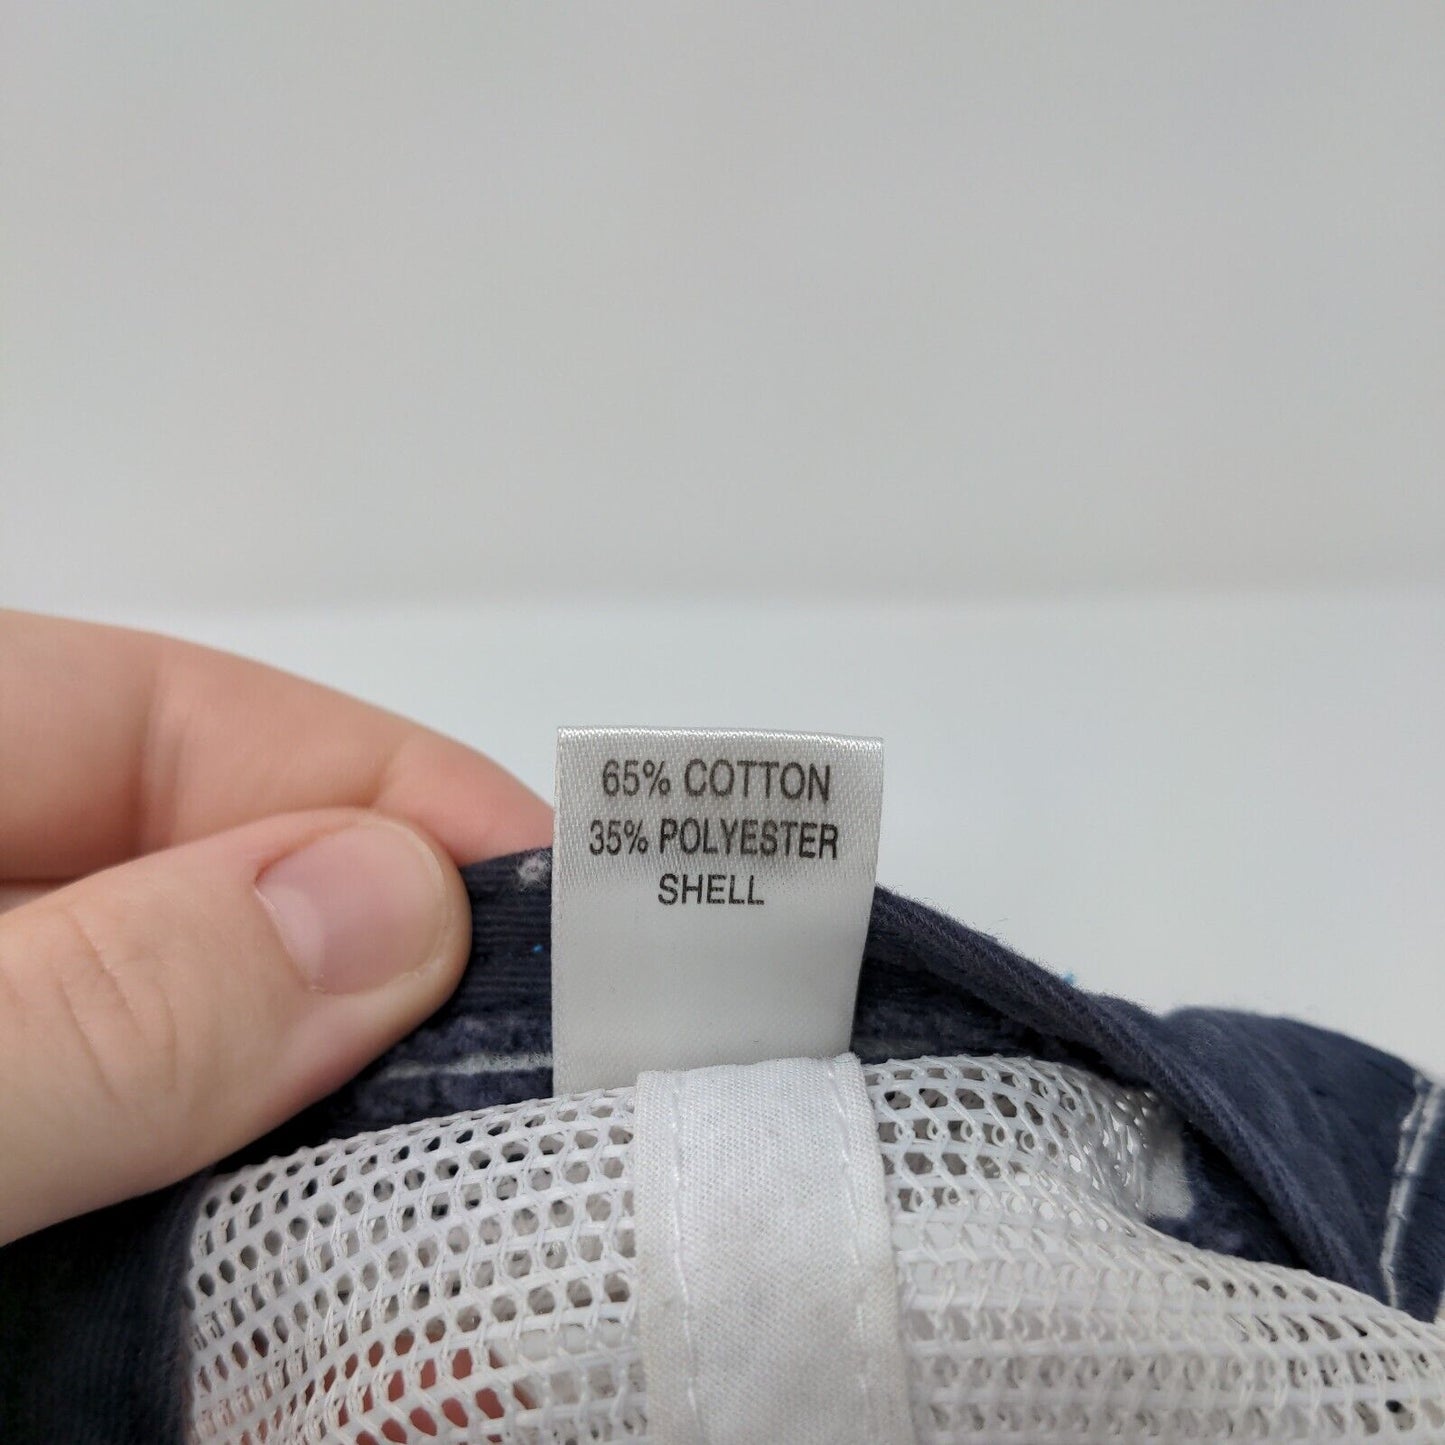 65% COTTON
35% POLYESTER
SHELL